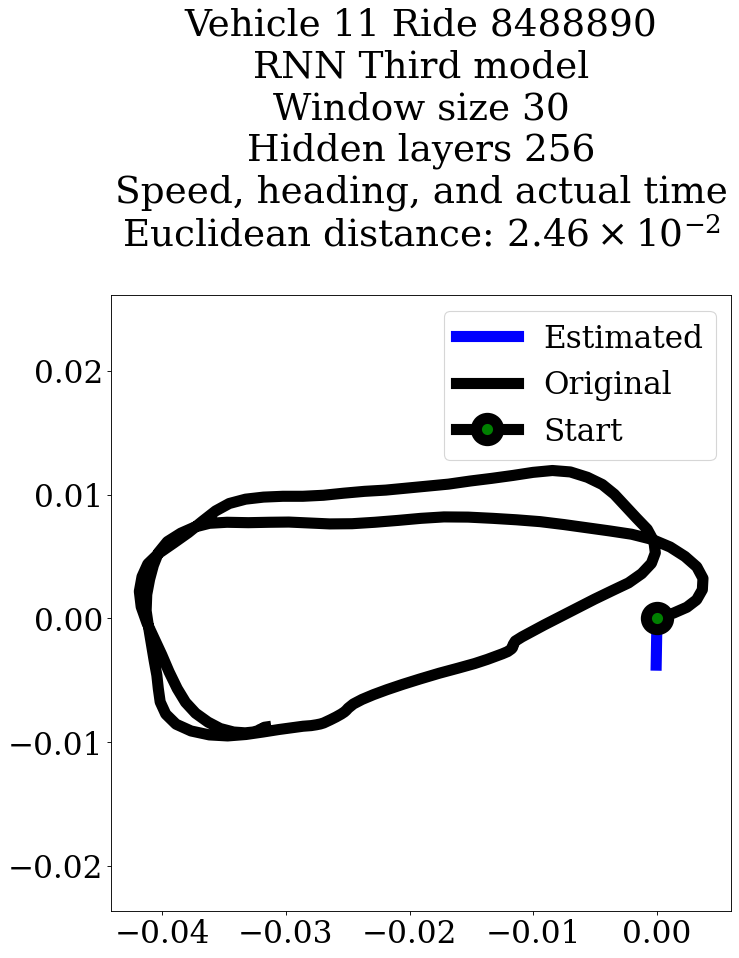 Vehicle 11 Ride 8488890
RNN Third model
Window size 30
Hidden layers 256
Speed, heading, and actual time
Euclidean distance: 2.46 × 10⁻²
Estimated
Original
Start
0.02
0.01
0.00
−0.01
−0.02
−0.04 −0.03 −0.02 −0.01 0.00